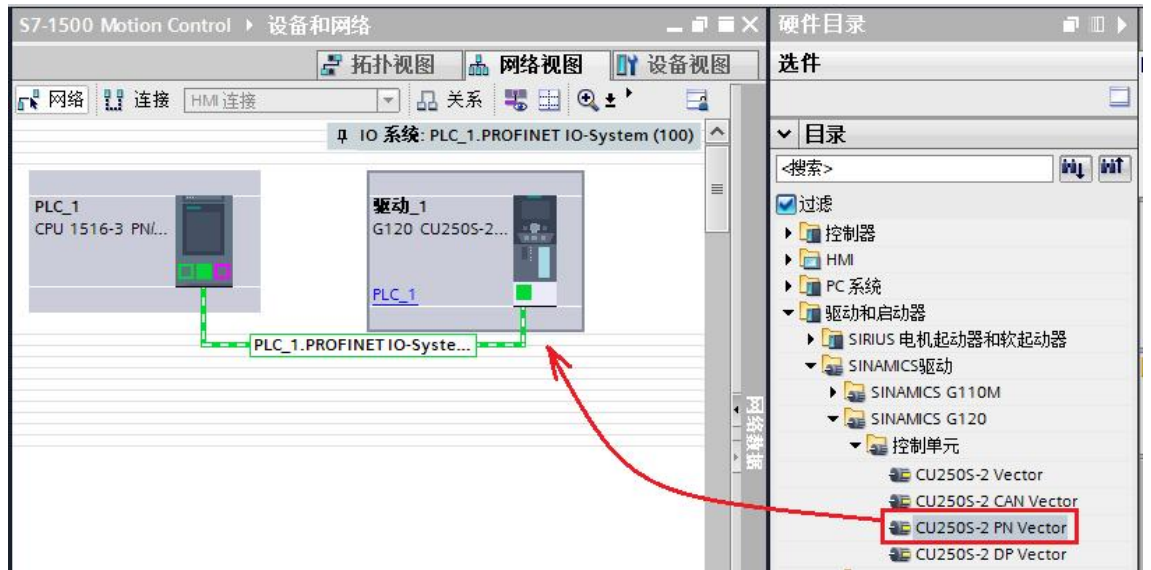 S7-1500 Motion Control ▸ 设备和网络
拓扑视图
网络视图
设备视图
网络
连接
HMI 连接
关系
IO 系统: PLC_1.PROFINET IO-System (100)
PLC_1
CPU 1516-3 PN/...
驱动_1
G120 CU250S-2...
PLC_1
PLC_1.PROFINET IO-Syste...
网络数据
硬件目录
选件
目录
<搜索>
过滤
控制器
HMI
PC 系统
驱动和启动器
SIRIUS 电机起动器和软起动器
SINAMICS驱动
SINAMICS G110M
SINAMICS G120
控制单元
CU250S-2 Vector
CU250S-2 CAN Vector
CU250S-2 PN Vector
CU250S-2 DP Vector